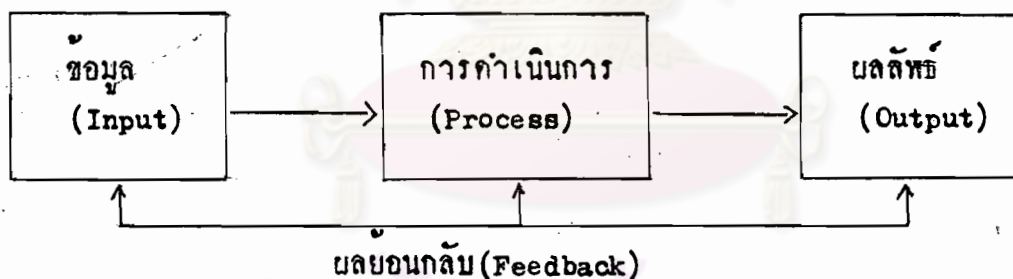 ข้อมูล
(Input)
การดำเนินการ
(Process)
ผลลัพธ์
(Output)
ผลย้อนกลับ(Feedback)